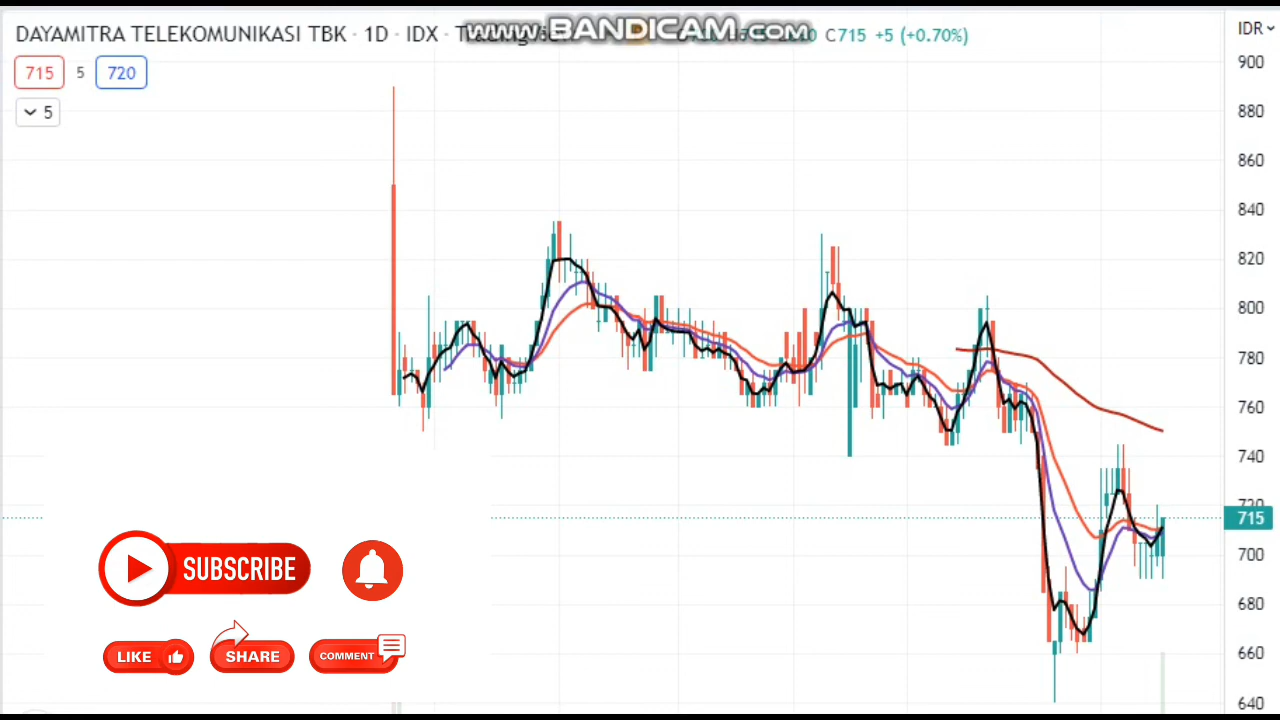 DAYAMITRA TELEKOMUNIKASI TBK · 1D · IDX ·
www.BANDICAM.com
C715 +5 (+0.70%)
IDR
715 5 720
5
900
880
860
840
820
800
780
760
740
720
715
700
680
660
640
SUBSCRIBE
LIKE SHARE COMMENT